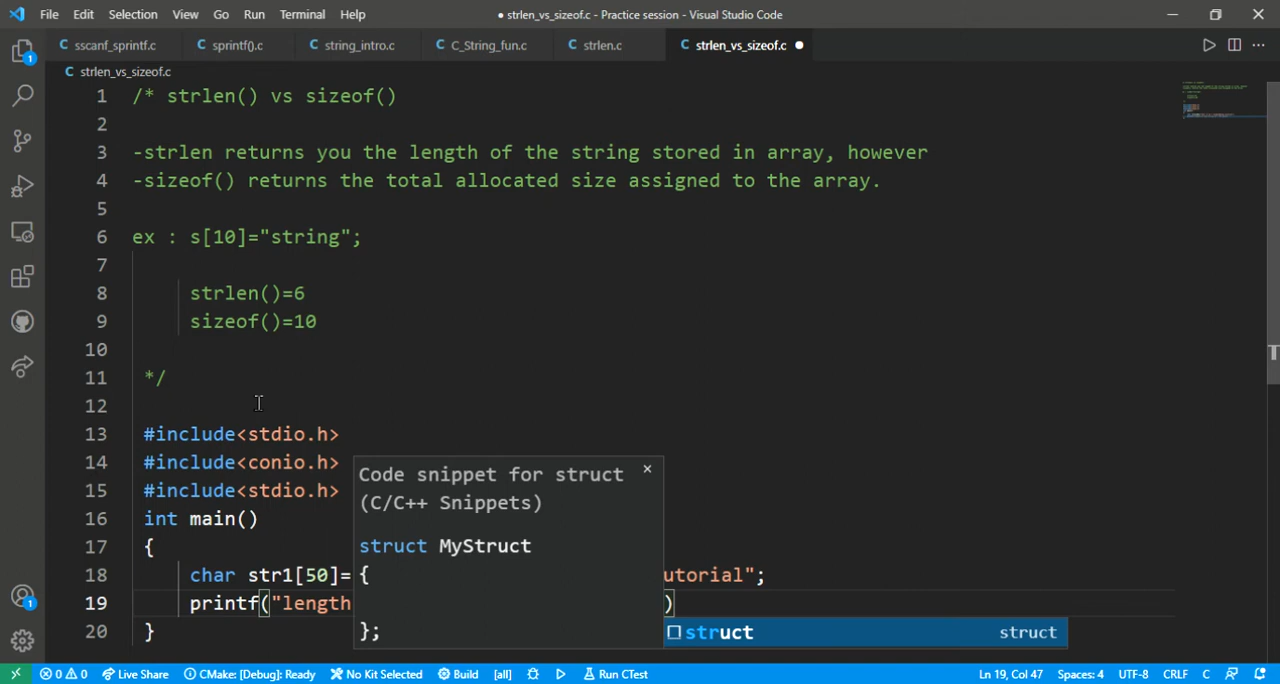 File Edit Selection View Go Run Terminal Help
● strlen_vs_sizeof.c - Practice session - Visual Studio Code
C sscanf_sprintf.c C sprintf().c C string_intro.c C C_String_fun.c C strlen.c C strlen_vs_sizeof.c ●
C strlen_vs_sizeof.c
1 /* strlen() vs sizeof()
2
3 -strlen returns you the length of the string stored in array, however
4 -sizeof() returns the total allocated size assigned to the array.
5
6 ex : s[10]="string";
7
8 strlen()=6
9 sizeof()=10
10
11 */
12
13 #include<stdio.h>
14 #include<conio.h>
15 #include<stdio.h>
16 int main()
17 {
18 char str1[50]= utorial";
19 printf("length )
20 }
Code snippet for struct ×
(C/C++ Snippets)
struct MyStruct
{
};
struct struct
1
1
0 0 Live Share CMake: [Debug]: Ready No Kit Selected Build [all] Run CTest Ln 19, Col 47 Spaces: 4 UTF-8 CRLF C